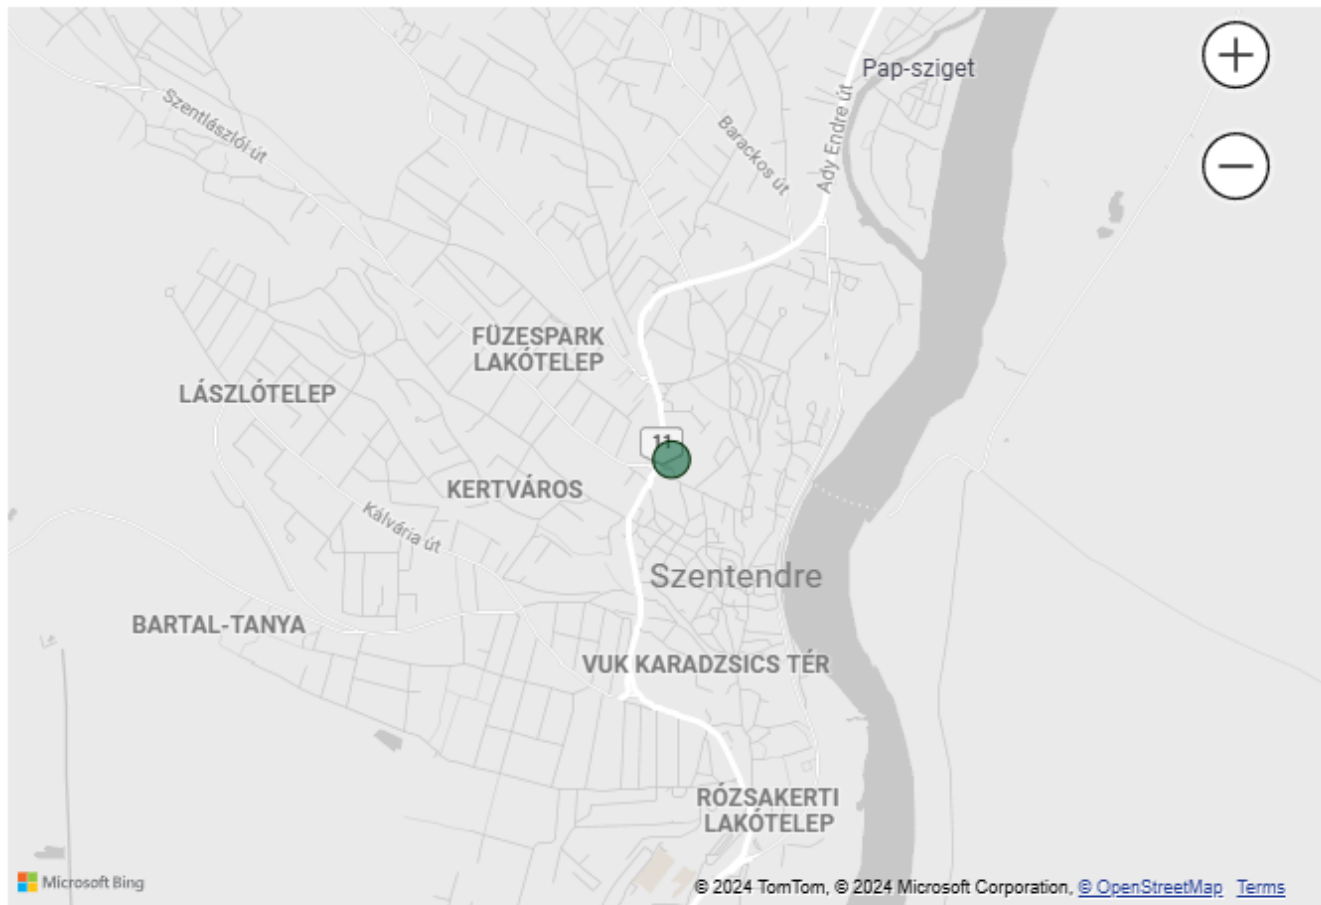 Pap-sziget
Szentlászlói út
Barackos út
Ady Endre út
FÜZESPARK
LAKÓTELEP
LÁSZLÓTELEP
11
KERTVÁROS
Kálvária út
Szentendre
BARTAL-TANYA
VUK KARADZSICS TÉR
RÓZSAKERTI
LAKÓTELEP
Microsoft Bing
© 2024 TomTom, © 2024 Microsoft Corporation, © OpenStreetMap Terms